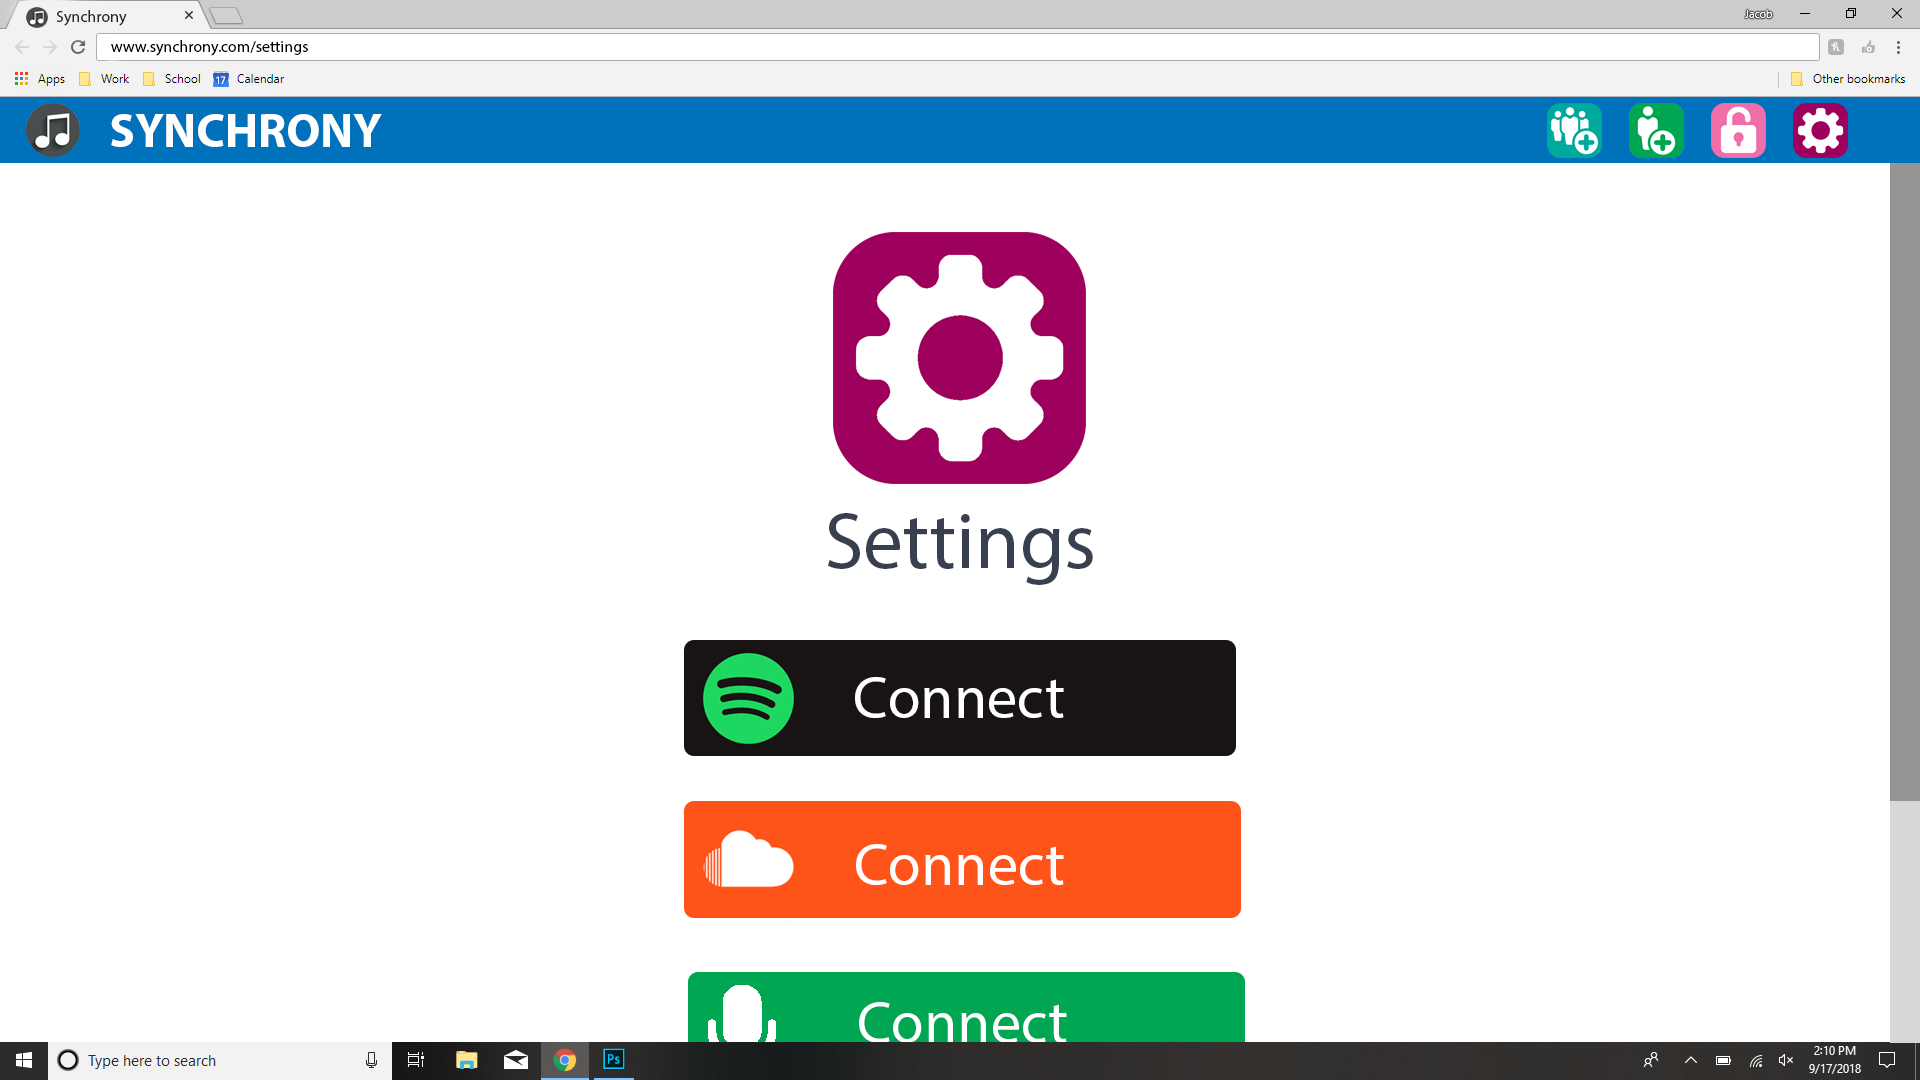 Synchrony
Jacob
www.synchrony.com/settings
Apps Work School 17 Calendar Other bookmarks
SYNCHRONY
Settings
Connect
Connect
Connect
Type here to search
Ps
2:10 PM
9/17/2018